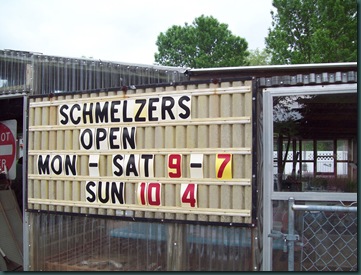 SCHMELZERS
OPEN
MON - SAT 9 - 7
SUN 10 4